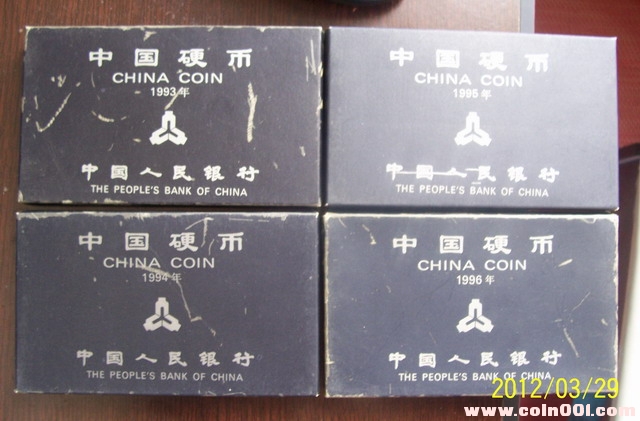 中国硬币
CHINA COIN
1993年
中国人民银行
THE PEOPLE'S BANK OF CHINA
中国硬币
CHINA COIN
1995年
中国人民银行
THE PEOPLE'S BANK OF CHINA
中国硬币
CHINA COIN
1994年
中国人民银行
THE PEOPLE'S BANK OF CHINA
中国硬币
CHINA COIN
1996年
中国人民银行
THE PEOPLE'S BANK OF CHINA
2012/03/29
www.coin001.com